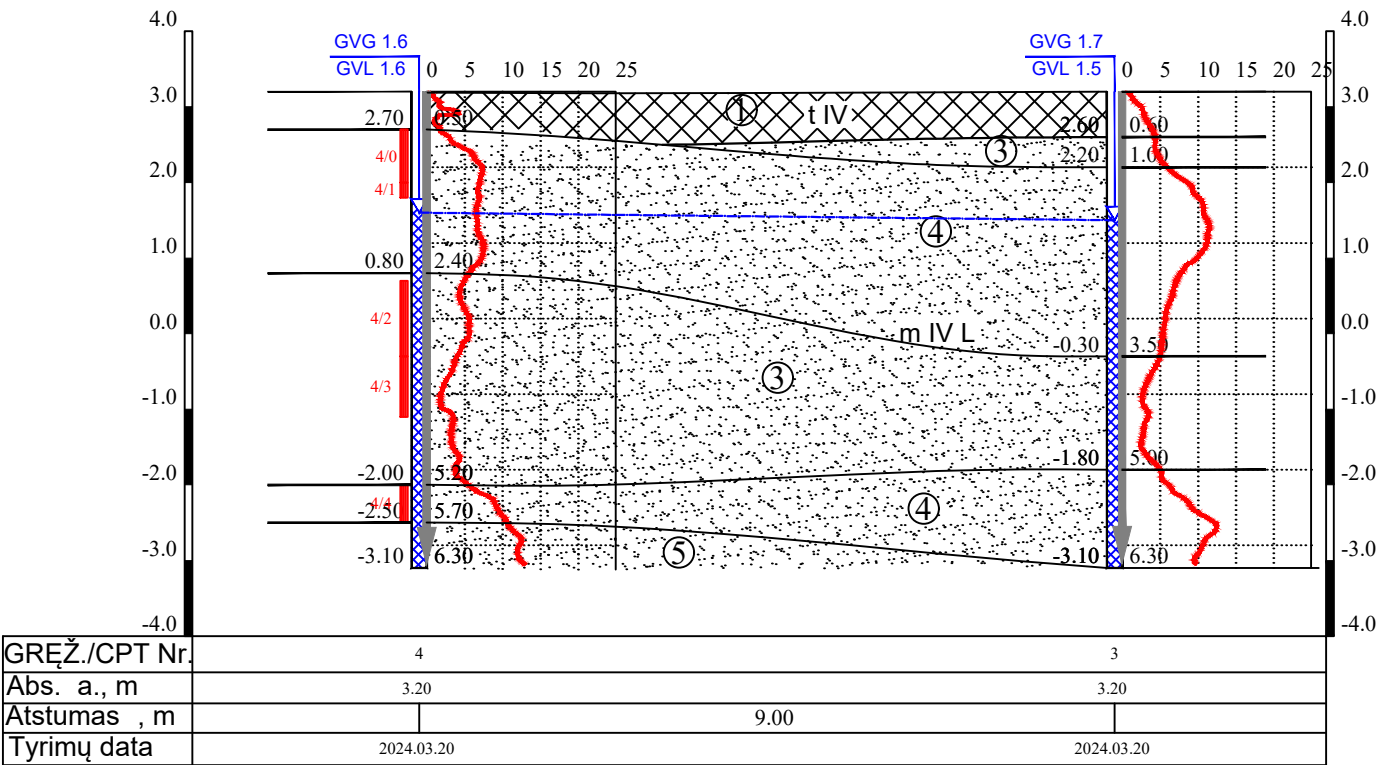 4.0 4.0
GVG 1.6 GVG 1.7
GVL 1.6 0 5 10 15 20 25 GVL 1.5 0 5 10 15 20 25
3.0 3.0
1 t IV
2.70 0.50 2.60 0.60
4/0 3
2.20 1.00
2.0 2.0
4/1
4
1.0 1.0
0.80 2.40
4/2 0.0 0.0
m IV L -0.30 3.50
4/3 3
-1.0 -1.0
-1.80 5.00
-2.00 5.20
-2.0 -2.0
4/4
-2.50 5.70 4
-3.0 5 -3.0
-3.10 6.30 -3.10 6.30
-4.0 -4.0
GRĘŽ./CPT Nr. 4 3
Abs. a., m 3.20 3.20
Atstumas , m 9.00
Tyrimų data 2024.03.20 2024.03.20